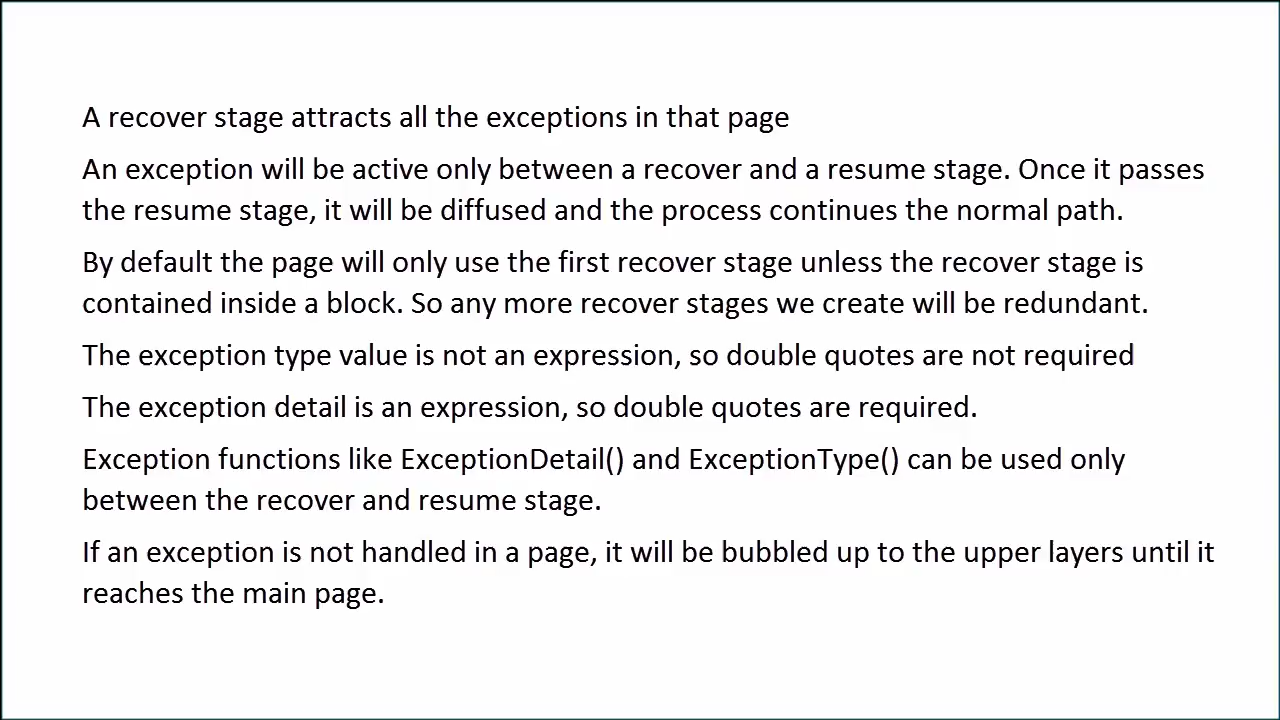 A recover stage attracts all the exceptions in that page
An exception will be active only between a recover and a resume stage. Once it passes
the resume stage, it will be diffused and the process continues the normal path.
By default the page will only use the first recover stage unless the recover stage is
contained inside a block. So any more recover stages we create will be redundant.
The exception type value is not an expression, so double quotes are not required
The exception detail is an expression, so double quotes are required.
Exception functions like ExceptionDetail() and ExceptionType() can be used only
between the recover and resume stage.
If an exception is not handled in a page, it will be bubbled up to the upper layers until it
reaches the main page.